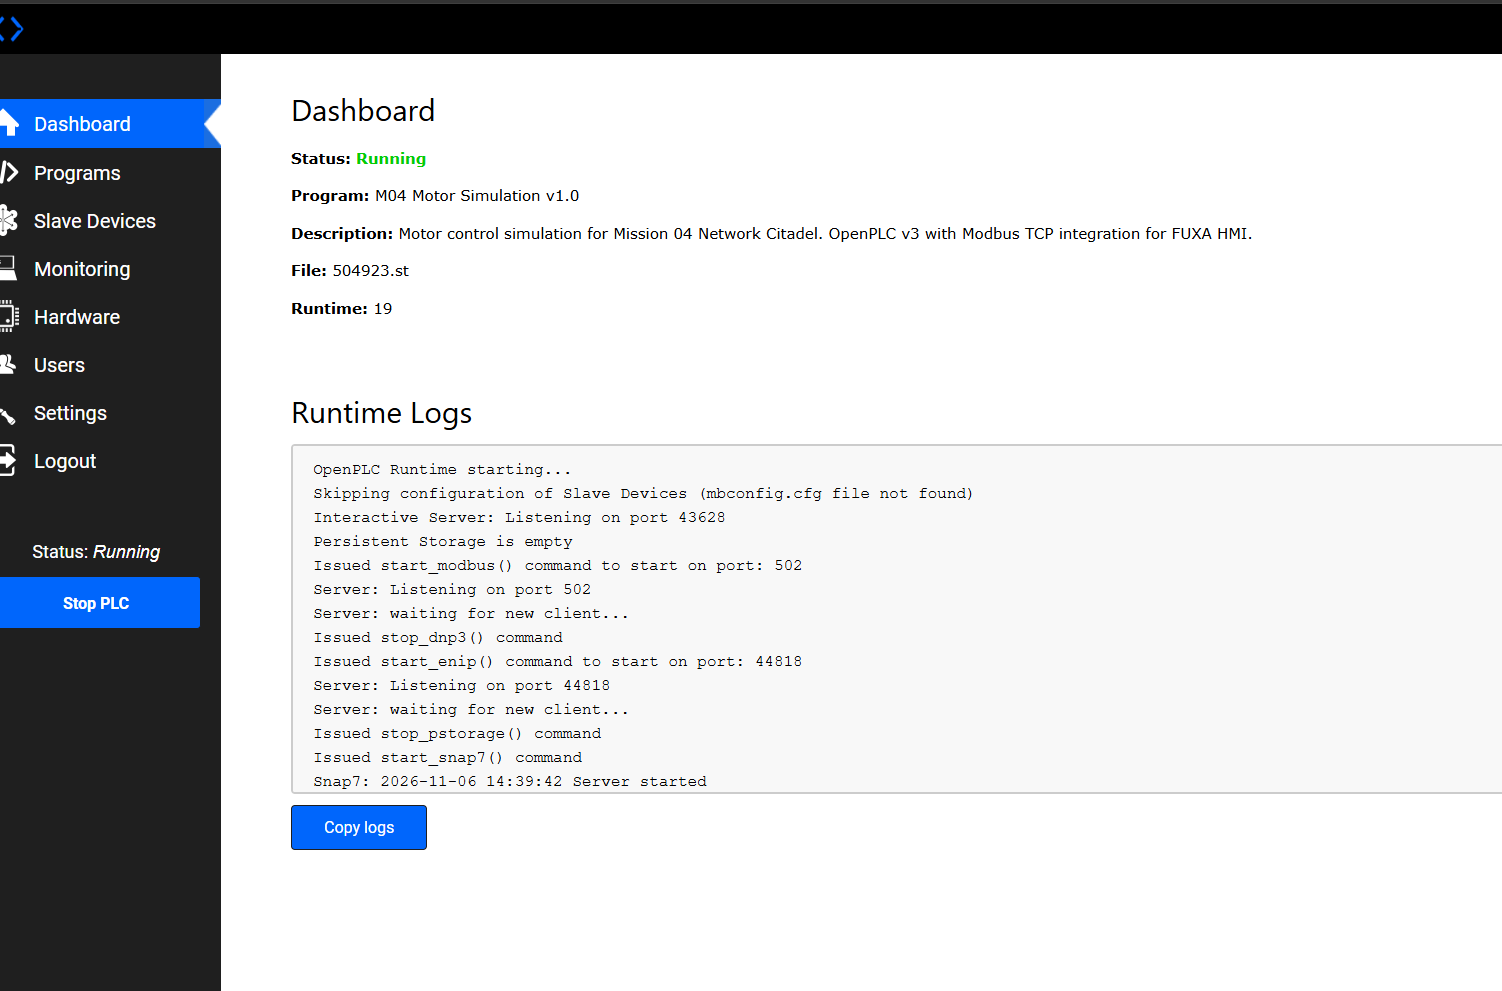 Dashboard
Programs
Slave Devices
Monitoring
Hardware
Users
Settings
Logout
Status: Running
Stop PLC
Dashboard
Status: Running
Program: M04 Motor Simulation v1.0
Description: Motor control simulation for Mission 04 Network Citadel. OpenPLC v3 with Modbus TCP integration for FUXA HMI.
File: 504923.st
Runtime: 19
Runtime Logs
OpenPLC Runtime starting...
Skipping configuration of Slave Devices (mbconfig.cfg file not found)
Interactive Server: Listening on port 43628
Persistent Storage is empty
Issued start_modbus() command to start on port: 502
Server: Listening on port 502
Server: waiting for new client...
Issued stop_dnp3() command
Issued start_enip() command to start on port: 44818
Server: Listening on port 44818
Server: waiting for new client...
Issued stop_pstorage() command
Issued start_snap7() command
Snap7: 2026-11-06 14:39:42 Server started
Copy logs